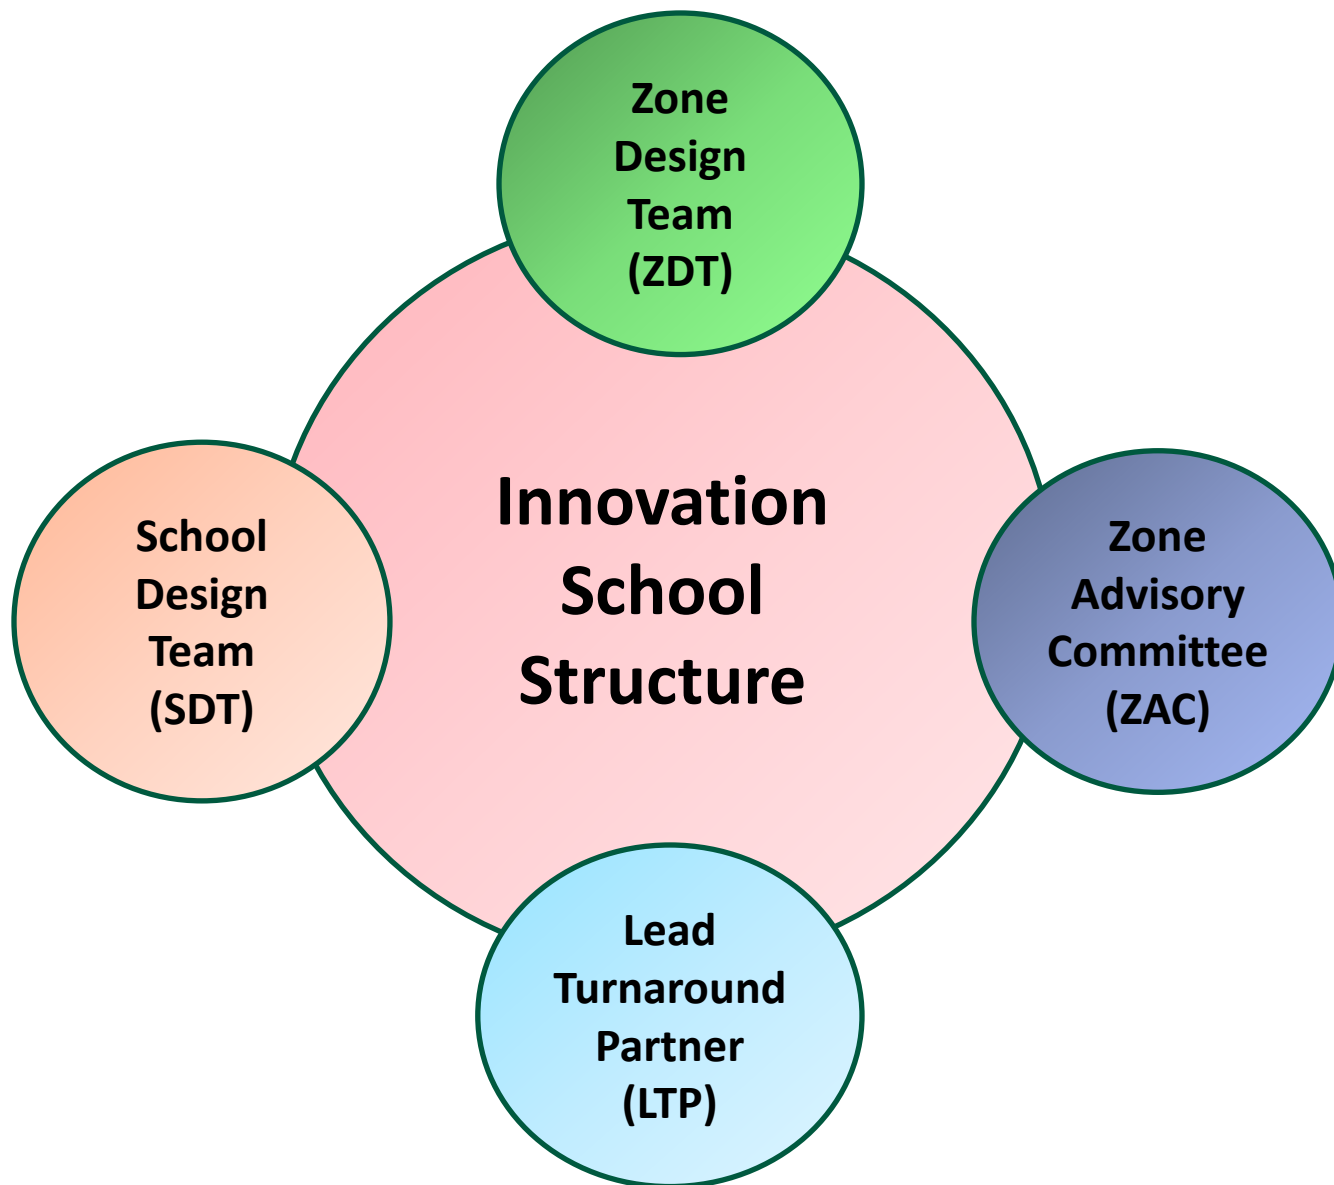 Zone
Design
Team
(ZDT)
Innovation
School
Structure
School
Design
Team
(SDT)
Zone
Advisory
Committee
(ZAC)
Lead
Turnaround
Partner
(LTP)